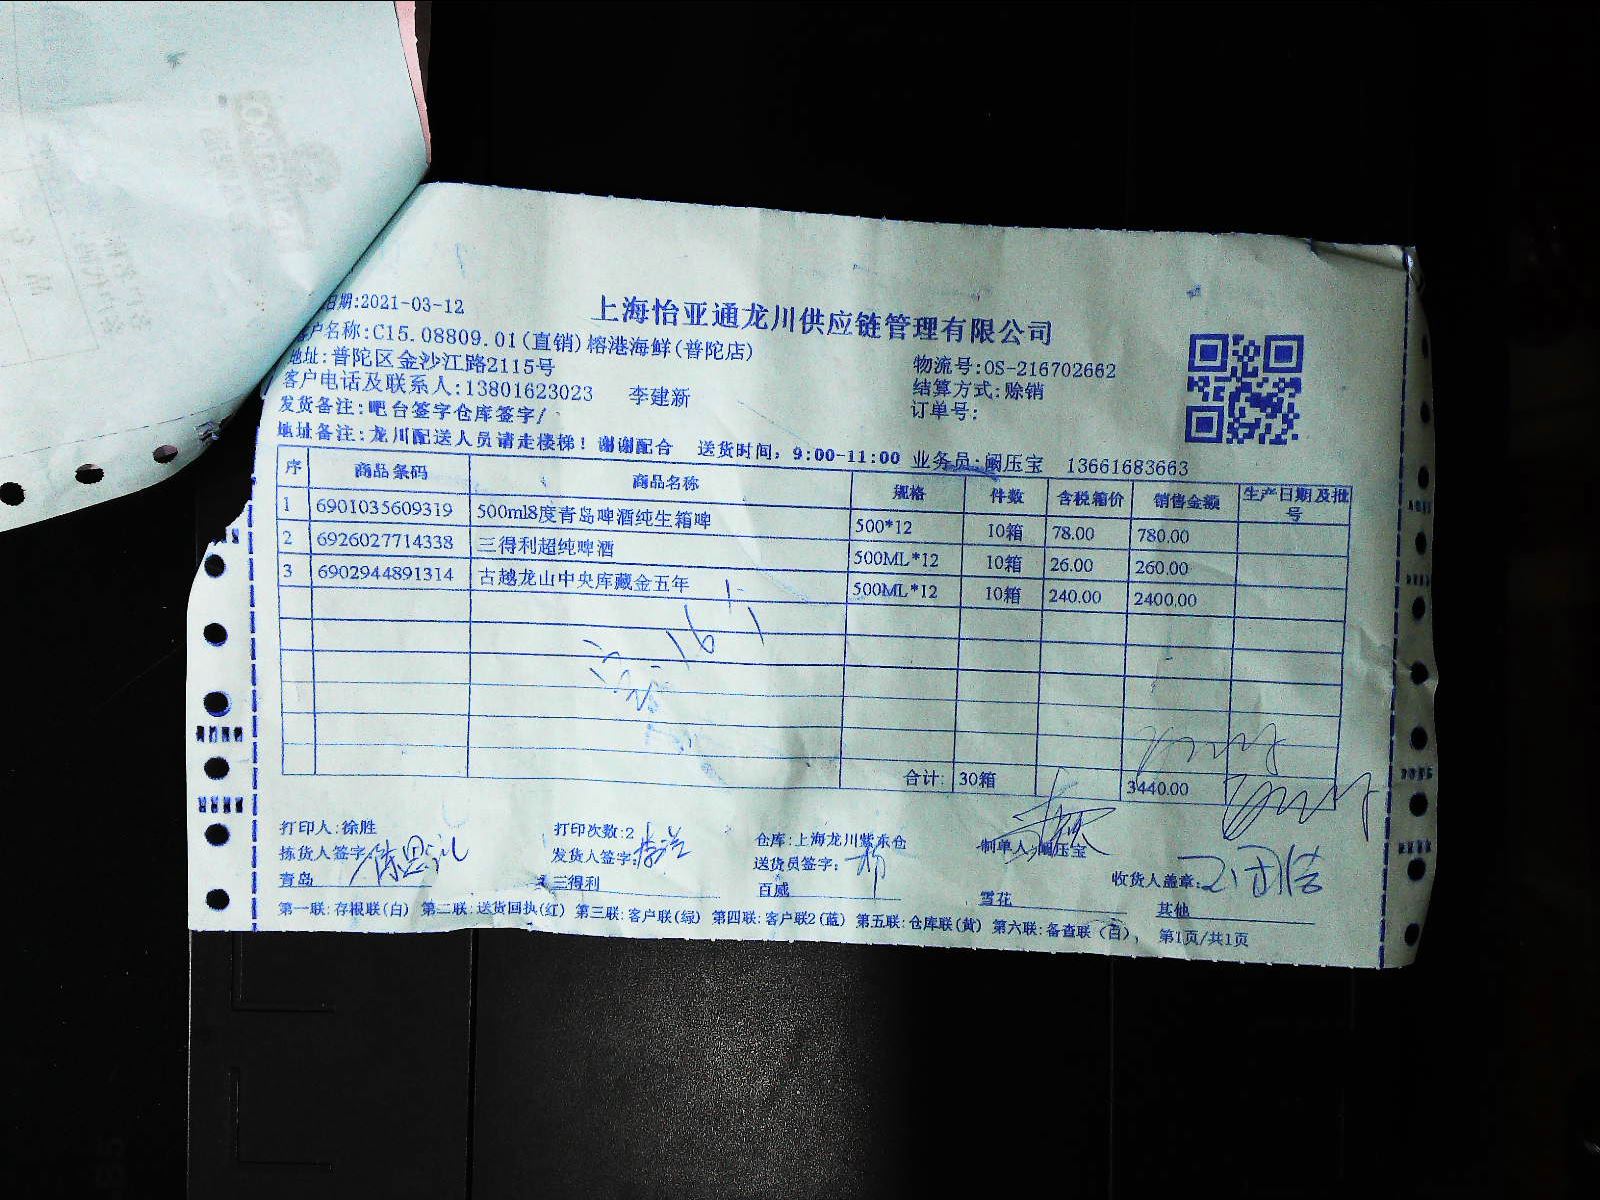 日期:2021-03-12
上海怡亚通龙川供应链管理有限公司
客户名称:C15.08809.01(直销)榕港海鲜(普陀店)
地址:普陀区金沙江路2115号
物流号:OS-216702662
客户电话及联系人:13801623023 李建新
结算方式:赊销
发货备注:吧台签字仓库签字/
订单号:
地址备注:龙川配送人员请走楼梯!谢谢配合 送货时间:9:00-11:00 业务员:阚压宝 13661683663
序 商品条码 商品名称 规格 件数 含税箱价 销售金额 生产日期及批号
1 6901035609319 500ml8度青岛啤酒纯生箱啤 500*12 10箱 78.00 780.00
2 6926027714338 三得利超纯啤酒 500ML*12 10箱 26.00 260.00
3 6902944891314 古越龙山中央库藏金五年 500ML*12 10箱 240.00 2400.00
合计: 30箱 3440.00
打印人:徐胜 打印次数:2 仓库:上海龙川紫东仓 制单人:阚压宝
拣货人签字: 发货人签字: 送货员签字: 收货人盖章:
青岛 三得利 百威 雪花 其他
第一联:存根联(白) 第二联:送货回执(红) 第三联:客户联(绿) 第四联:客户联2(蓝) 第五联:仓库联(黄) 第六联:备查联(白), 第1页/共1页